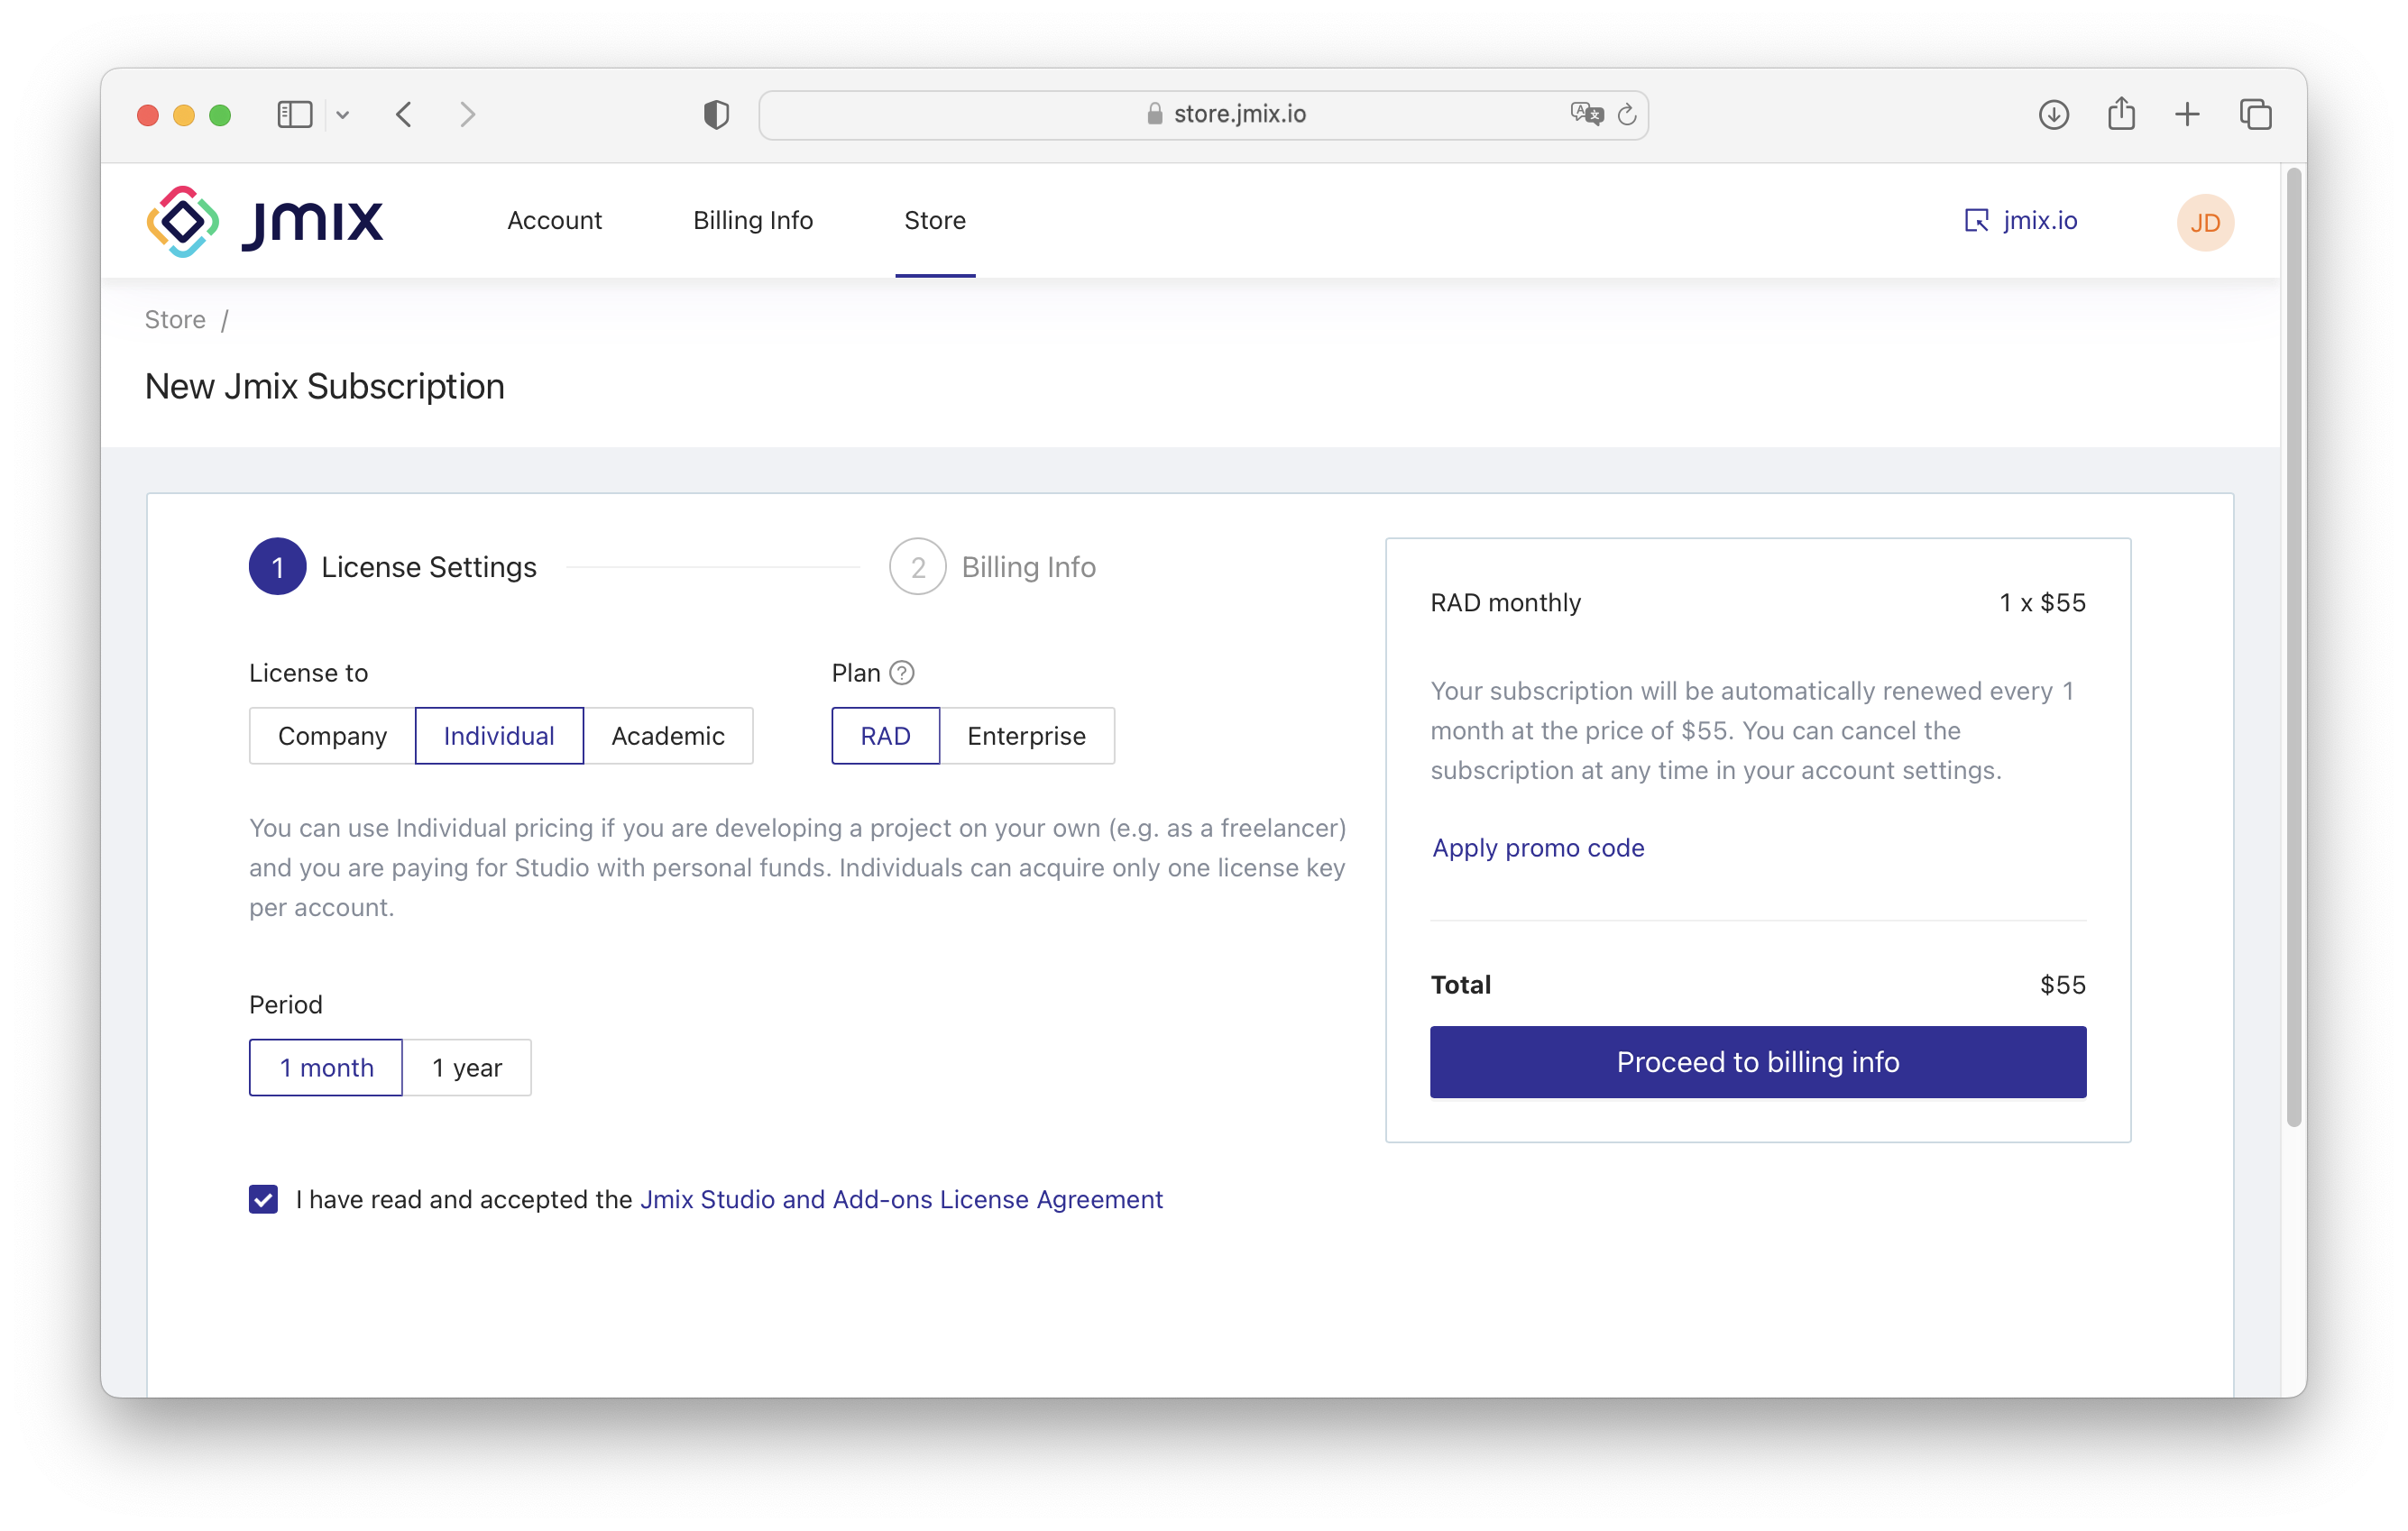 store.jmix.io
Jmix
Account Billing Info Store jmix.io JD
Store /
New Jmix Subscription
1 License Settings 2 Billing Info
License to Plan ?
Company Individual Academic RAD Enterprise
You can use Individual pricing if you are developing a project on your own (e.g. as a freelancer)
and you are paying for Studio with personal funds. Individuals can acquire only one license key
per account.
Period
1 month 1 year
I have read and accepted the Jmix Studio and Add-ons License Agreement
RAD monthly 1 x $55
Your subscription will be automatically renewed every 1
month at the price of $55. You can cancel the
subscription at any time in your account settings.
Apply promo code
Total $55
Proceed to billing info